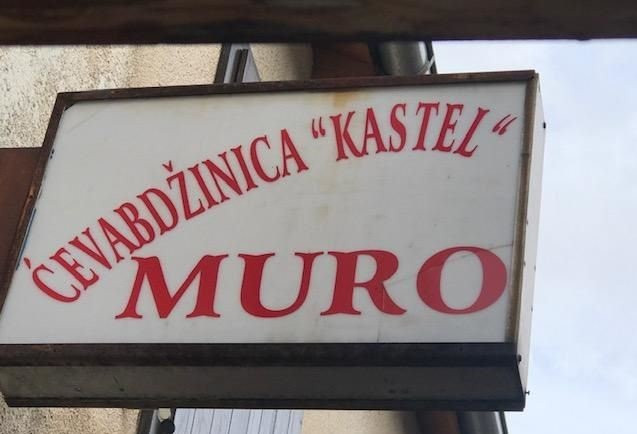 ĆEVABDŽINICA “KASTEL“
MURO